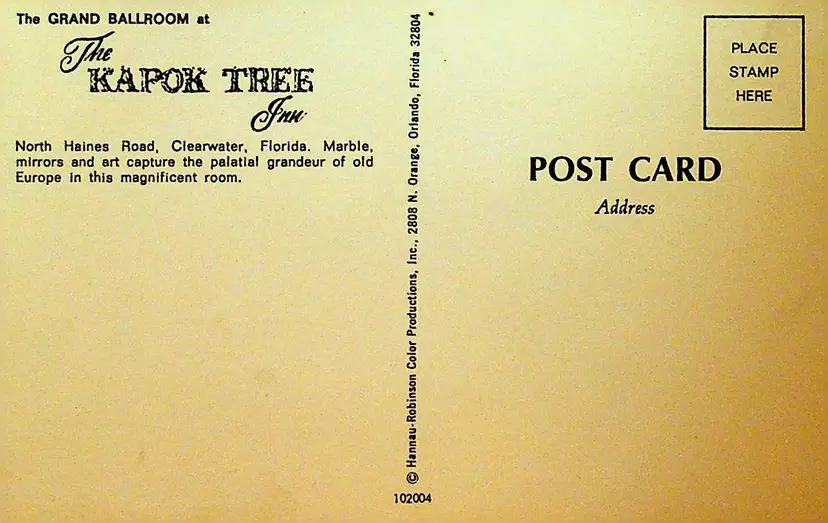 The GRAND BALLROOM at
The
KAPOK TREE
Inn
North Haines Road, Clearwater, Florida. Marble,
mirrors and art capture the palatial grandeur of old
Europe in this magnificent room.
© Hannau-Robinson Color Productions, Inc., 2808 N. Orange, Orlando, Florida 32804
102004
PLACE
STAMP
HERE
POST CARD
Address